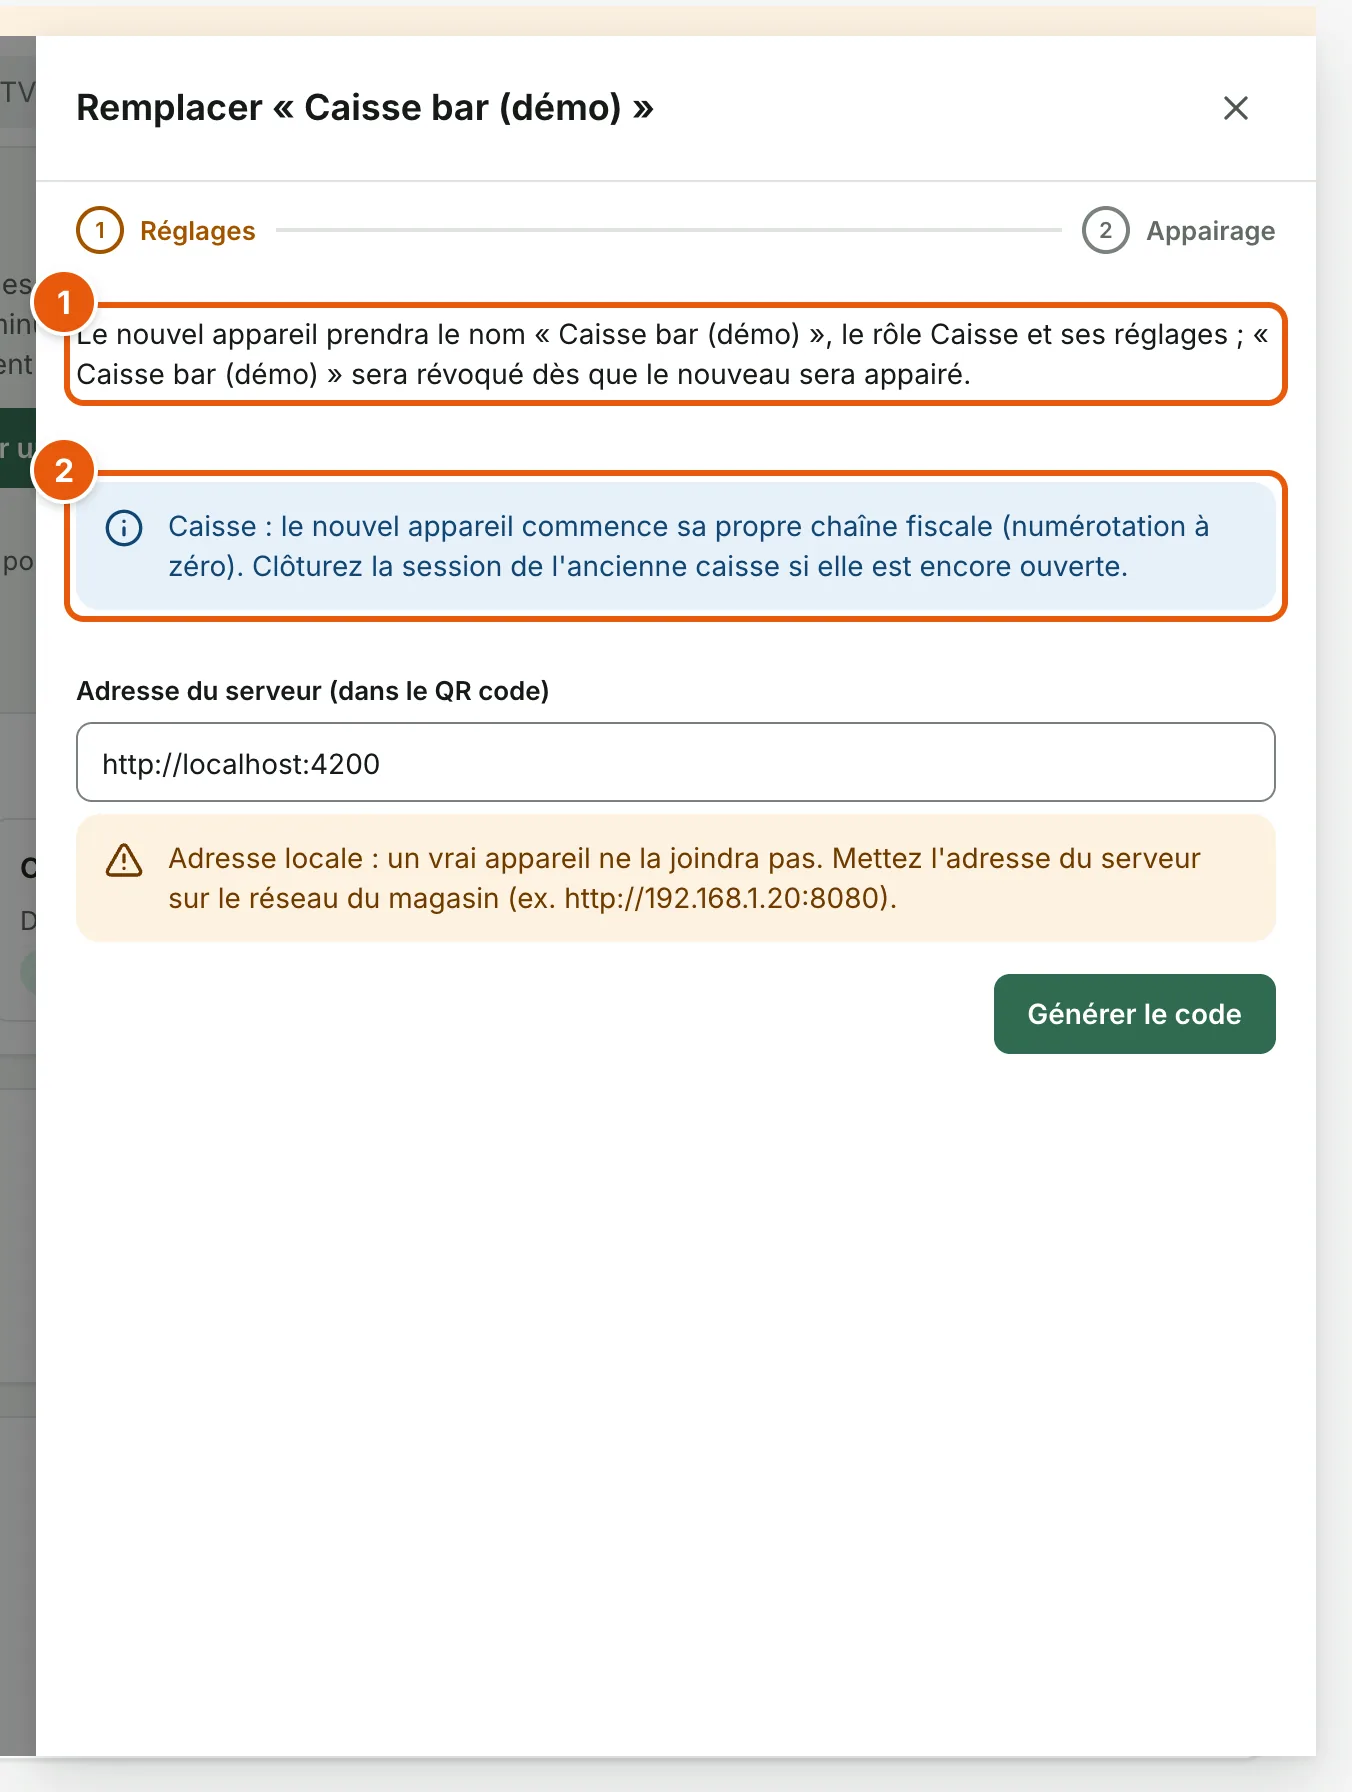 TV
Remplacer « Caisse bar (démo) »
1 Réglages
2 Appairage
1
Le nouvel appareil prendra le nom « Caisse bar (démo) », le rôle Caisse et ses réglages ; «
Caisse bar (démo) » sera révoqué dès que le nouveau sera appairé.
2
Caisse : le nouvel appareil commence sa propre chaîne fiscale (numérotation à
zéro). Clôturez la session de l'ancienne caisse si elle est encore ouverte.
Adresse du serveur (dans le QR code)
http://localhost:4200
Adresse locale : un vrai appareil ne la joindra pas. Mettez l'adresse du serveur
sur le réseau du magasin (ex. http://192.168.1.20:8080).
Générer le code